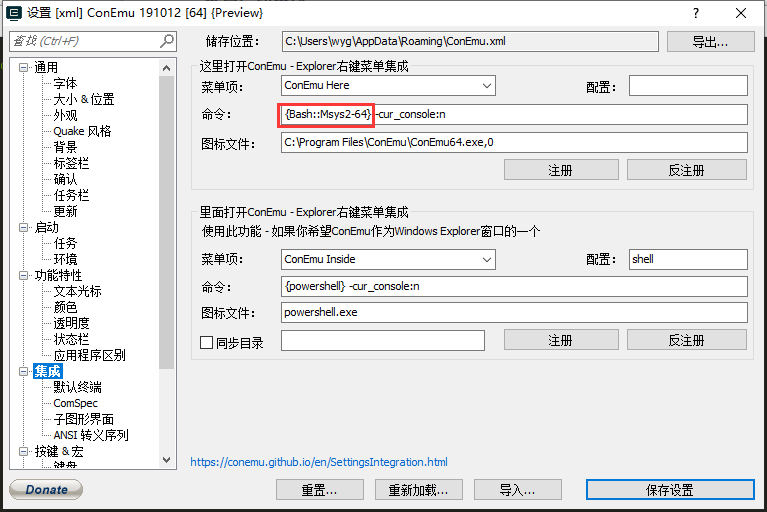 设置 [xml] ConEmu 191012 [64] {Preview}
查找 (Ctrl+F)
通用
字体
大小 & 位置
外观
Quake 风格
背景
标签栏
确认
任务栏
更新
启动
任务
环境
功能特性
文本光标
颜色
透明度
状态栏
应用程序区别
集成
默认终端
ComSpec
子图形界面
ANSI 转义序列
按键 & 宏
键盘
储存位置： C:\Users\wyg\AppData\Roaming\ConEmu.xml 导出...
这里打开ConEmu - Explorer右键菜单集成
菜单项： ConEmu Here 配置：
命令： {Bash::Msys2-64} -cur_console:n
图标文件： C:\Program Files\ConEmu\ConEmu64.exe,0
注册 反注册
里面打开ConEmu - Explorer右键菜单集成
使用此功能 - 如果你希望ConEmu作为Windows Explorer窗口的一个
菜单项： ConEmu Inside 配置： shell
命令： {powershell} -cur_console:n
图标文件： powershell.exe
同步目录 注册 反注册
https://conemu.github.io/en/SettingsIntegration.html
Donate 重置... 重新加载... 导入... 保存设置